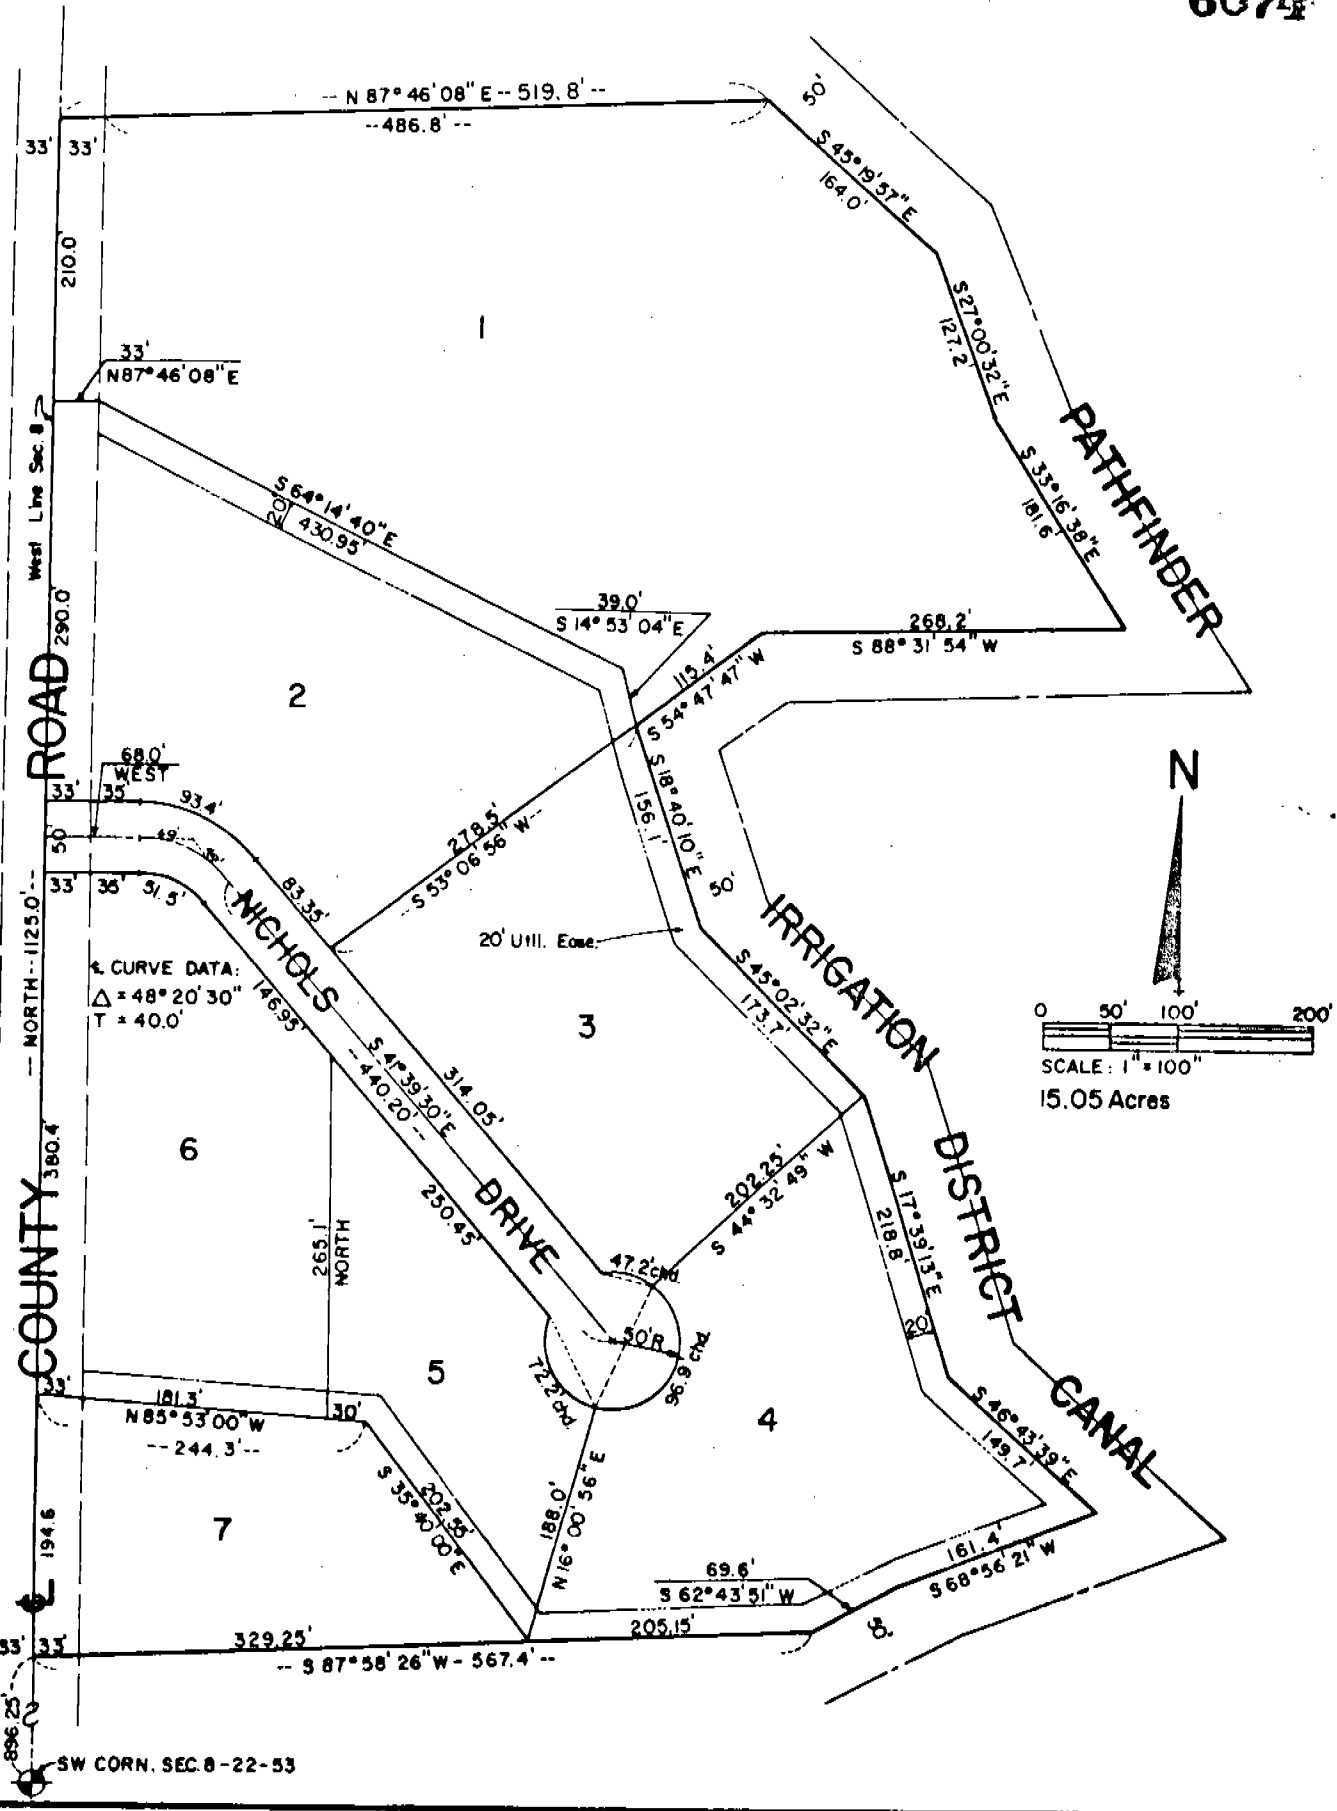 N 87° 46' 08" E -- 519.8' --
-- 486.8' --
50'
33' 33'
S 45° 19' 57" E
164.0'
210.0'
S 27° 00' 32" E
127.2'
1
33'
N87° 46' 08" E
West Line Sec. 8
S 64° 14' 40" E
20'
430.95'
S 33° 16' 38" E
181.6'
PATHFINDER
290.0'
39.0'
S 14° 53' 04" E
268.2'
S 88° 31' 54" W
115.4'
S 54° 47' 47" W
2
ROAD
68.0'
WEST
33' 35' 93.4'
50'
49'
39'
33' 35' 51.5'
278.5'
-- S 53° 06' 56" W --
S 18° 40' 10" E
156.1'
N
50'
83.35'
NICHOLS
20' Util. Ease.
IRRIGATION
-- NORTH -- 1125.0' --
℄ CURVE DATA:
Δ = 48° 20' 30"
T = 40.0'
146.95'
S 45° 02' 32" E
173.7'
3
0 50' 100' 200'
SCALE: 1" = 100"
15.05 Acres
S 41° 39' 30" E
-- 440.20' --
314.05'
6
380.4'
COUNTY
DRIVE
250.45'
265.1'
NORTH
202.25'
S 44° 32' 49" W
S 17° 39' 13" E
218.8'
DISTRICT
47.2' chd.
50' R
96.9 chd.
72.2' chd.
20'
5
33'
181.3'
30'
N 85° 53' 00" W
-- 244.3' --
4
S 46° 43' 39" E
149.7'
CANAL
202.55'
S 35° 40' 00" E
188.0'
N 16° 00' 56" E
7
194.6
161.4'
S 68° 56' 21" W
69.6'
S 62° 43' 51" W
50'
33' 33'
329.25'
205.15'
-- S 87° 58' 26" W - 567.4' --
896.25'
SW CORN. SEC. 8-22-53